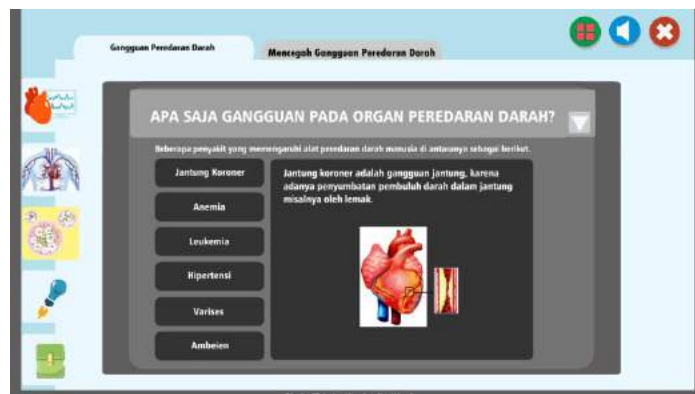 Gangguan Peredaran Darah
Mencegah Gangguan Peredaran Darah
APA SAJA GANGGUAN PADA ORGAN PEREDARAN DARAH?
Beberapa penyakit yang memengaruhi alat peredaran darah manusia di antaranya sebagai berikut.
Jantung Koroner
Anemia
Leukemia
Hipertensi
Varises
Ambeien
Jantung koroner adalah gangguan jantung, karena
adanya penyumbatan pembuluh darah dalam jantung
misalnya oleh lemak.